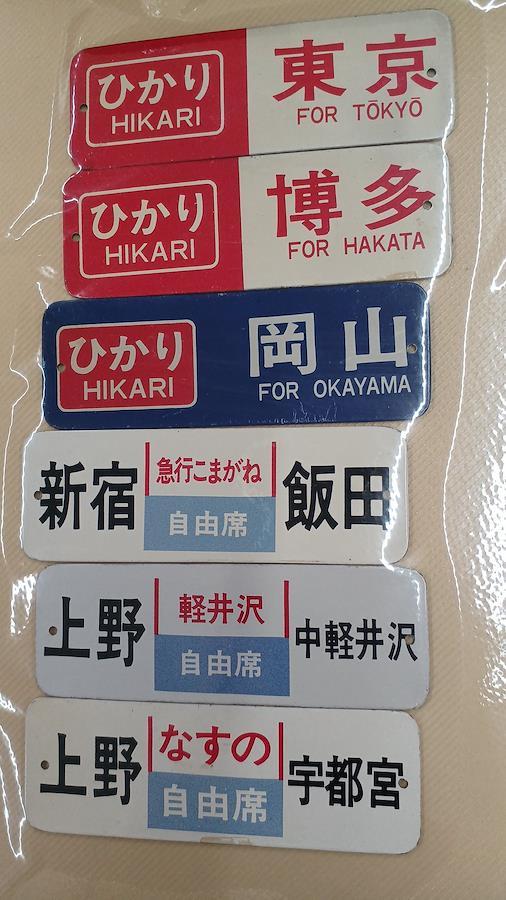 ひかり 東京
HIKARI FOR TŌKYŌ
ひかり 博多
HIKARI FOR HAKATA
ひかり 岡山
HIKARI FOR OKAYAMA
新宿 急行こまがね 飯田
自由席
上野 軽井沢 中軽井沢
自由席
上野 なすの 宇都宮
自由席